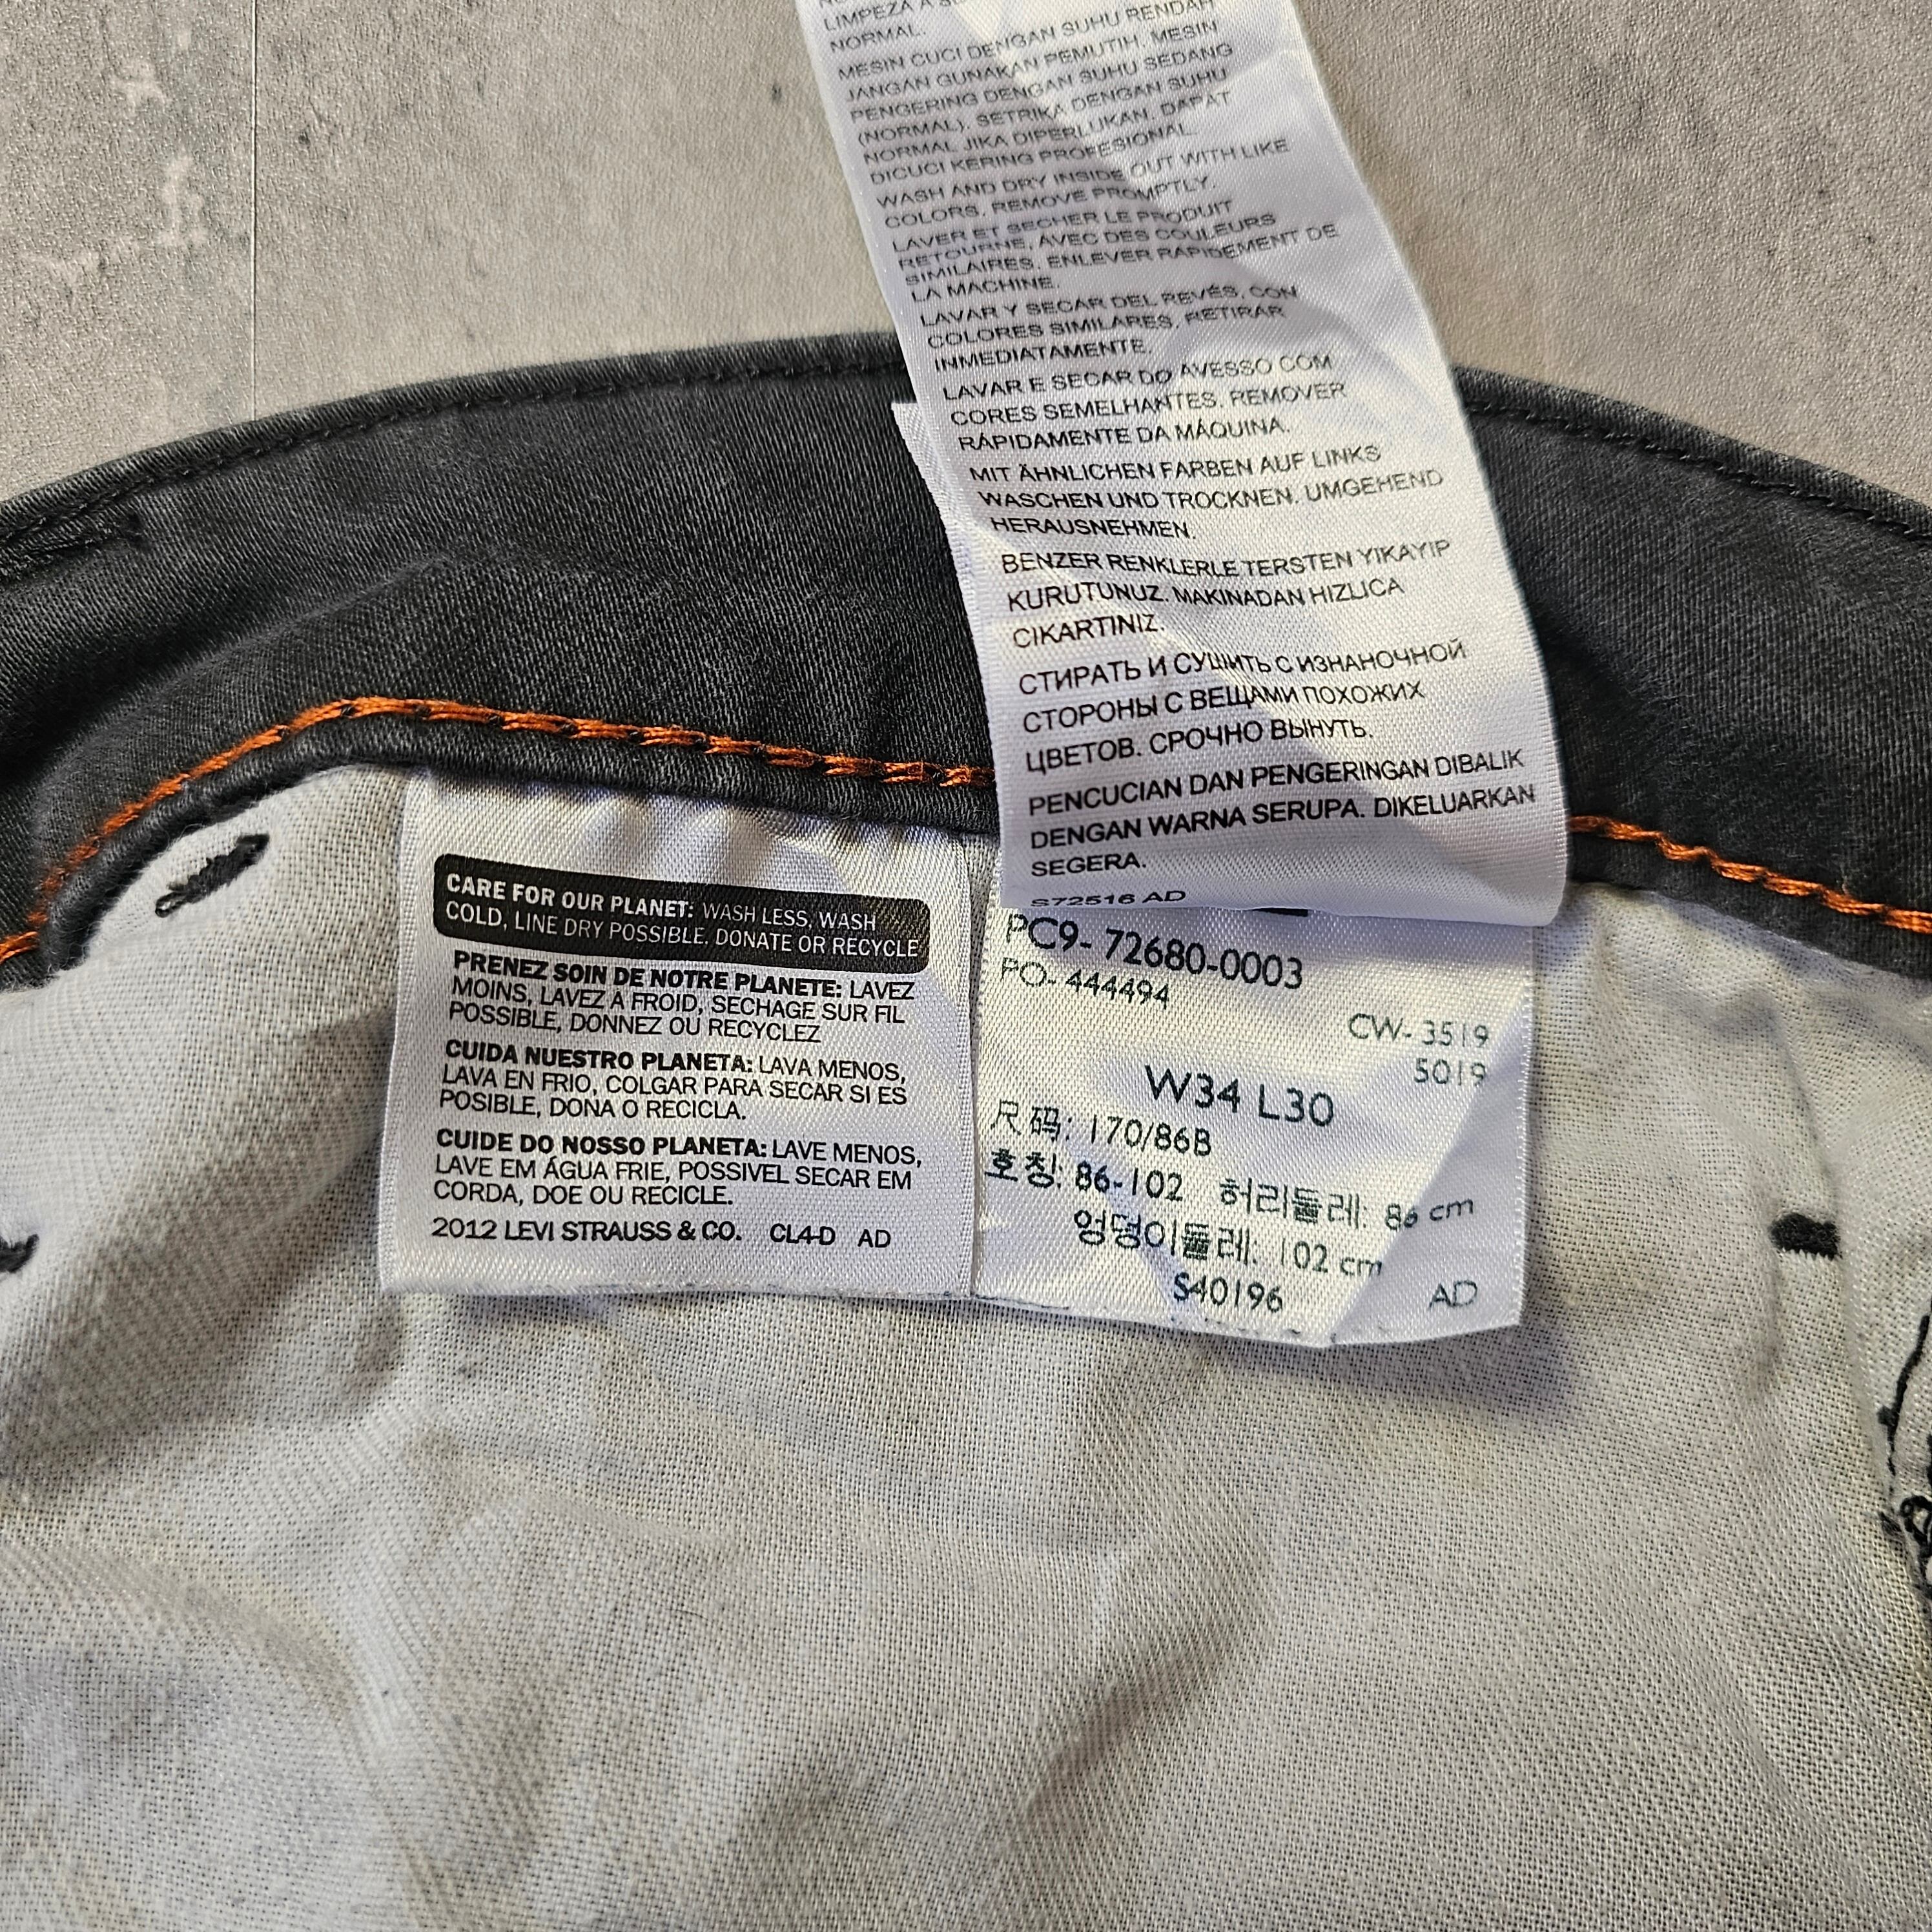 LIMPEZA A
NORMAL.
MESIN CUCI DENGAN SUHU RENDAH
JANGAN GUNAKAN PEMUTIH. MESIN
PENGERING DENGAN SUHU SEDANG
(NORMAL). SETRIKA DENGAN SUHU
NORMAL JIKA DIPERLUKAN. DAPAT
DICUCI KERING PROFESIONAL.
WASH AND DRY INSIDE OUT WITH LIKE
COLORS. REMOVE PROMPTLY.
LAVER ET SECHER LE PRODUIT
RETOURNE, AVEC DES COULEURS
SIMILAIRES. ENLEVER RAPIDEMENT DE
LA MACHINE.
LAVAR Y SECAR DEL REVÉS, CON
COLORES SIMILARES, RETIRAR
INMEDIATAMENTE.
LAVAR E SECAR DO AVESSO COM
CORES SEMELHANTES. REMOVER
RÁPIDAMENTE DA MÁQUINA.
MIT ÄHNLICHEN FARBEN AUF LINKS
WASCHEN UND TROCKNEN. UMGEHEND
HERAUSNEHMEN.
BENZER RENKLERLE TERSTEN YIKAYIP
KURUTUNUZ. MAKINADAN HIZLICA
CIKARTINIZ.
СТИРАТЬ И СУШИТЬ С ИЗНАНОЧНОЙ
СТОРОНЫ С ВЕЩАМИ ПОХОЖИХ
ЦВЕТОВ. СРОЧНО ВЫНУТЬ.
PENCUCIAN DAN PENGERINGAN DIBALIK
DENGAN WARNA SERUPA. DIKELUARKAN
SEGERA.
S72516 AD
CARE FOR OUR PLANET: WASH LESS, WASH
COLD, LINE DRY POSSIBLE. DONATE OR RECYCLE
PRENEZ SOIN DE NOTRE PLANETE: LAVEZ
MOINS, LAVEZ A FROID, SECHAGE SUR FIL
POSSIBLE, DONNEZ OU RECYCLEZ
CUIDA NUESTRO PLANETA: LAVA MENOS,
LAVA EN FRIO, COLGAR PARA SECAR SI ES
POSIBLE, DONA O RECICLA.
CUIDE DO NOSSO PLANETA: LAVE MENOS,
LAVE EM ÁGUA FRIE, POSSIVEL SECAR EM
CORDA, DOE OU RECICLE.
2012 LEVI STRAUSS & CO. CL4-D AD
PC9- 72680-0003
PO- 444494
CW- 3519
5019
W34 L30
尺码: 170/86B
호칭: 86-102 허리둘레: 86 cm
엉덩이둘레: 102 cm
S40196 AD